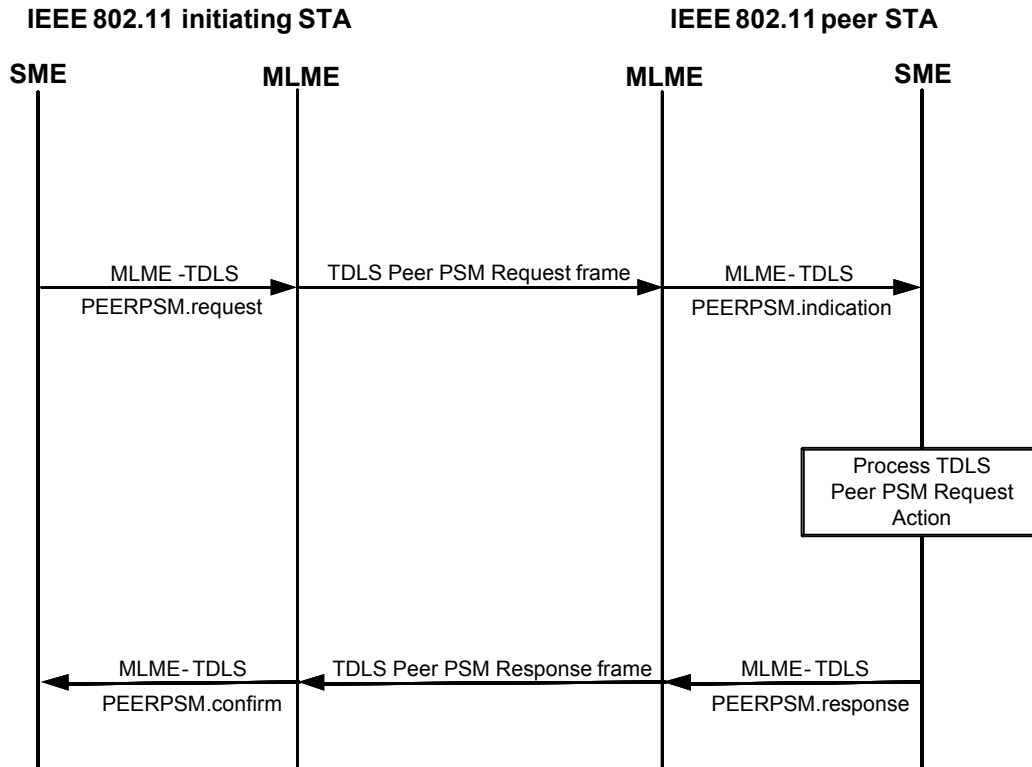 IEEE 802.11 initiating STA
IEEE 802.11 peer STA
SME
MLME
MLME
SME
MLME -TDLS
PEERPSM.request
TDLS Peer PSM Request frame
MLME- TDLS
PEERPSM.indication
Process TDLS
Peer PSM Request
Action
MLME- TDLS
PEERPSM.confirm
TDLS Peer PSM Response frame
MLME- TDLS
PEERPSM.response